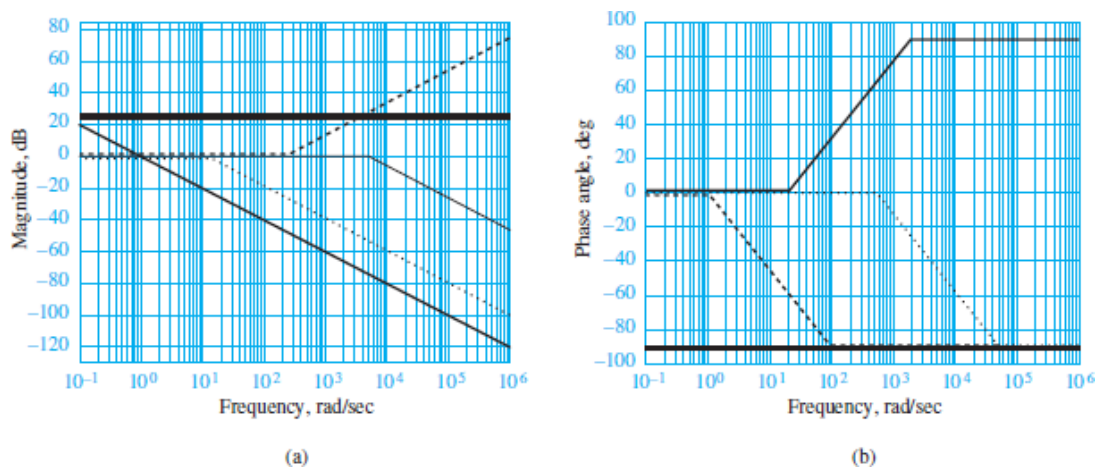 80
60
40
20
0
−20
−40
−60
−80
−100
−120
Magnitude, dB
10⁻¹ 10⁰ 10¹ 10² 10³ 10⁴ 10⁵ 10⁶
Frequency, rad/sec
(a)
100
80
60
40
20
0
−20
−40
−60
−80
−100
Phase angle, deg
10⁻¹ 10⁰ 10¹ 10² 10³ 10⁴ 10⁵ 10⁶
Frequency, rad/sec
(b)